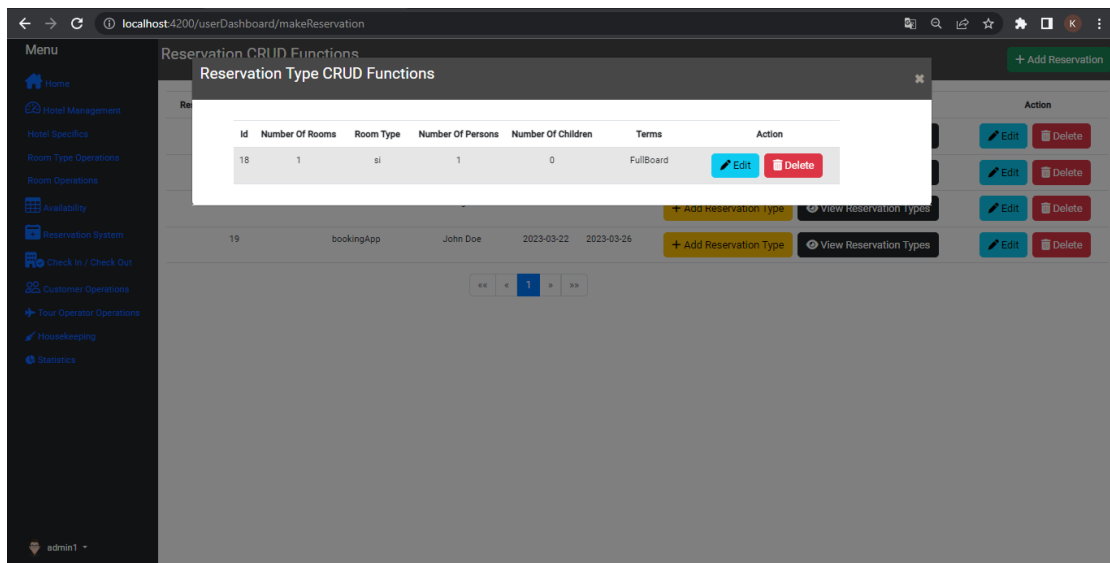 localhost:4200/userDashboard/makeReservation
K
Menu
Reservation CRUD Functions
+ Add Reservation
Reservation Type CRUD Functions
Home
Hotel Management
Hotel Specifics
Room Type Operations
Room Operations
Availability
Reservation System
Check In / Check Out
Customer Operations
Tour Operator Operations
Housekeeping
Statistics
Re
Action
Id Number Of Rooms Room Type Number Of Persons Number Of Children Terms Action
18 1 si 1 0 FullBoard Edit Delete
Edit Delete
Edit Delete
+ Add Reservation Type View Reservation Types Edit Delete
19 bookingApp John Doe 2023-03-22 2023-03-26 + Add Reservation Type View Reservation Types Edit Delete
«« « 1 » »»
admin1